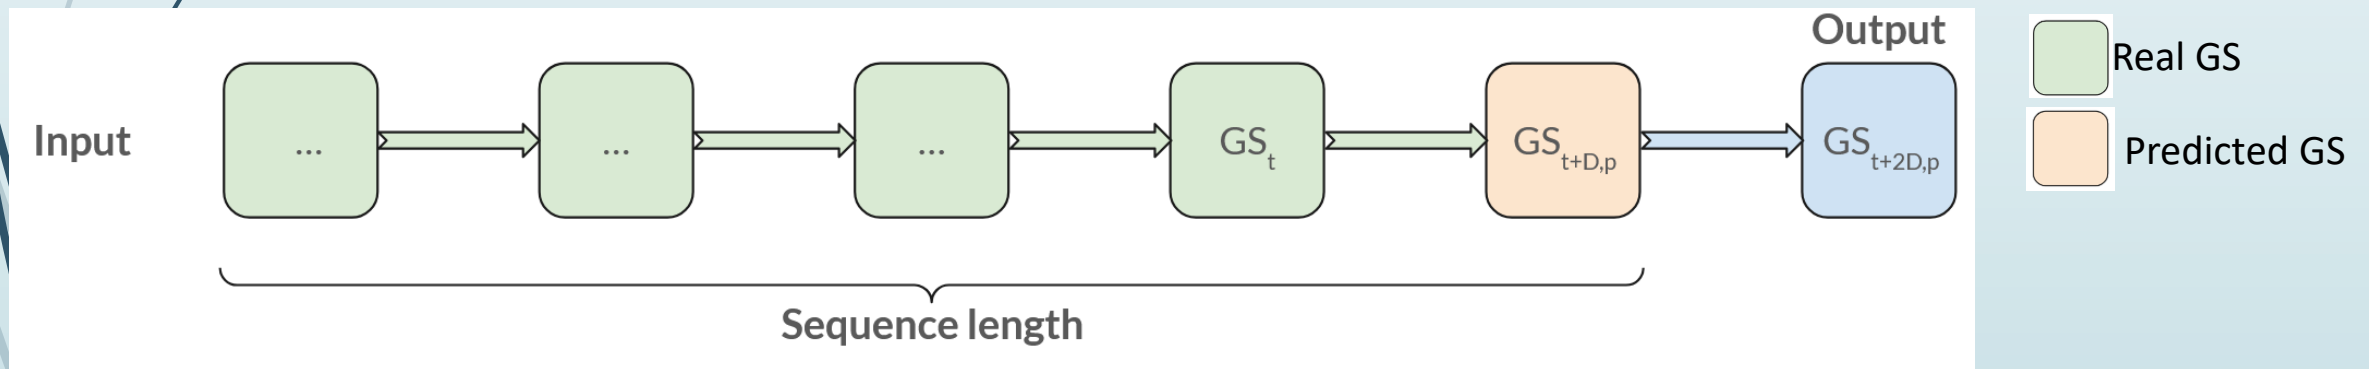 Output
Input
...
...
...
GSt
GSt+D,p
GSt+2D,p
Sequence length
Real GS
Predicted GS